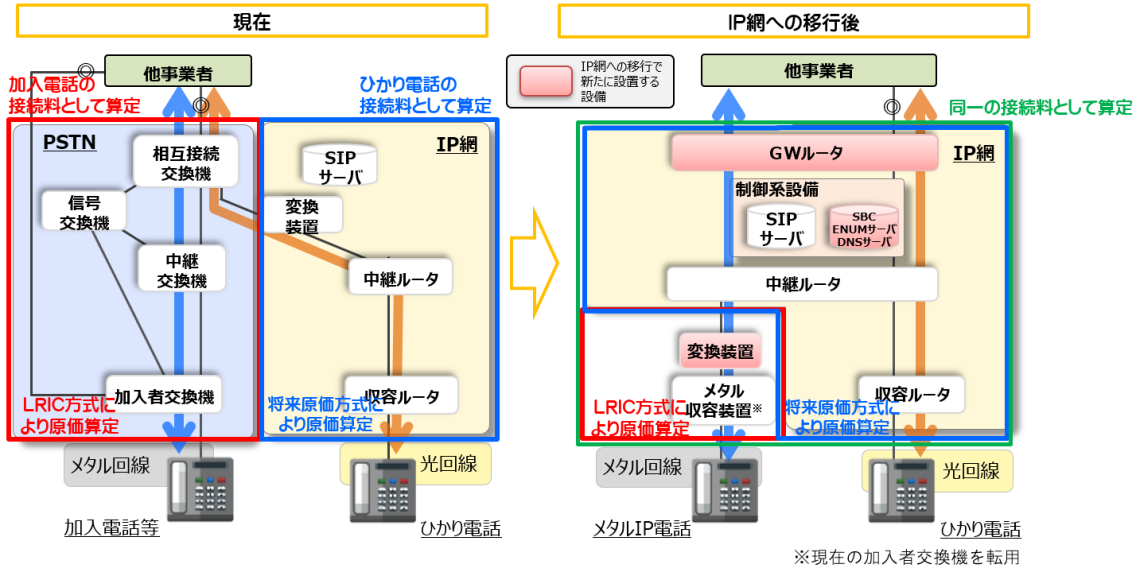 現在
他事業者
加入電話の
接続料として算定
ひかり電話の
接続料として算定
PSTN
IP網
相互接続
交換機
SIP
サーバ
信号
交換機
変換
装置
中継
交換機
中継ルータ
加入者交換機
収容ルータ
LRIC方式に
より原価算定
将来原価方式に
より原価算定
メタル回線
光回線
加入電話等
ひかり電話
IP網への移行後
IP網への移行で
新たに設置する
設備
他事業者
同一の接続料として算定
GWルータ
IP網
制御系設備
SIP
サーバ
SBC
ENUMサーバ
DNSサーバ
中継ルータ
変換装置
メタル
収容装置※
収容ルータ
LRIC方式に
より原価算定
将来原価方式に
より原価算定
メタル回線
光回線
メタルIP電話
ひかり電話
※現在の加入者交換機を転用